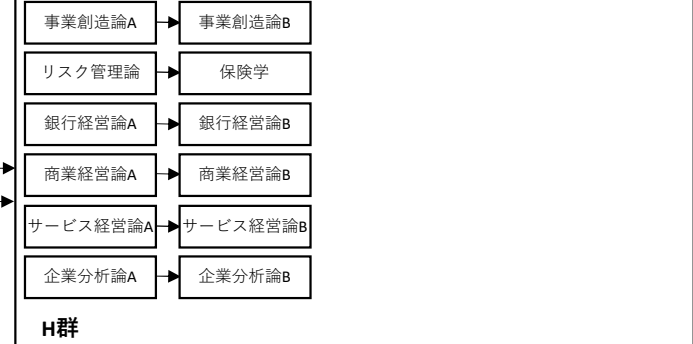 事業創造論A 事業創造論B
リスク管理論 保険学
銀行経営論A 銀行経営論B
商業経営論A 商業経営論B
サービス経営論A サービス経営論B
企業分析論A 企業分析論B
H群